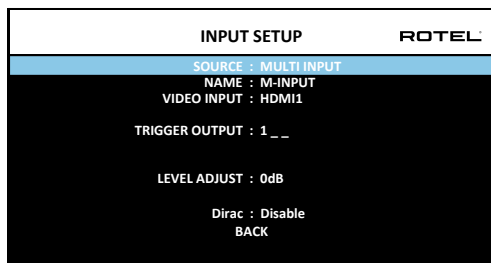 INPUT SETUP ROTEL
SOURCE : MULTI INPUT
NAME : M-INPUT
VIDEO INPUT : HDMI1
TRIGGER OUTPUT : 1 _ _
LEVEL ADJUST : 0dB
Dirac : Disable
BACK